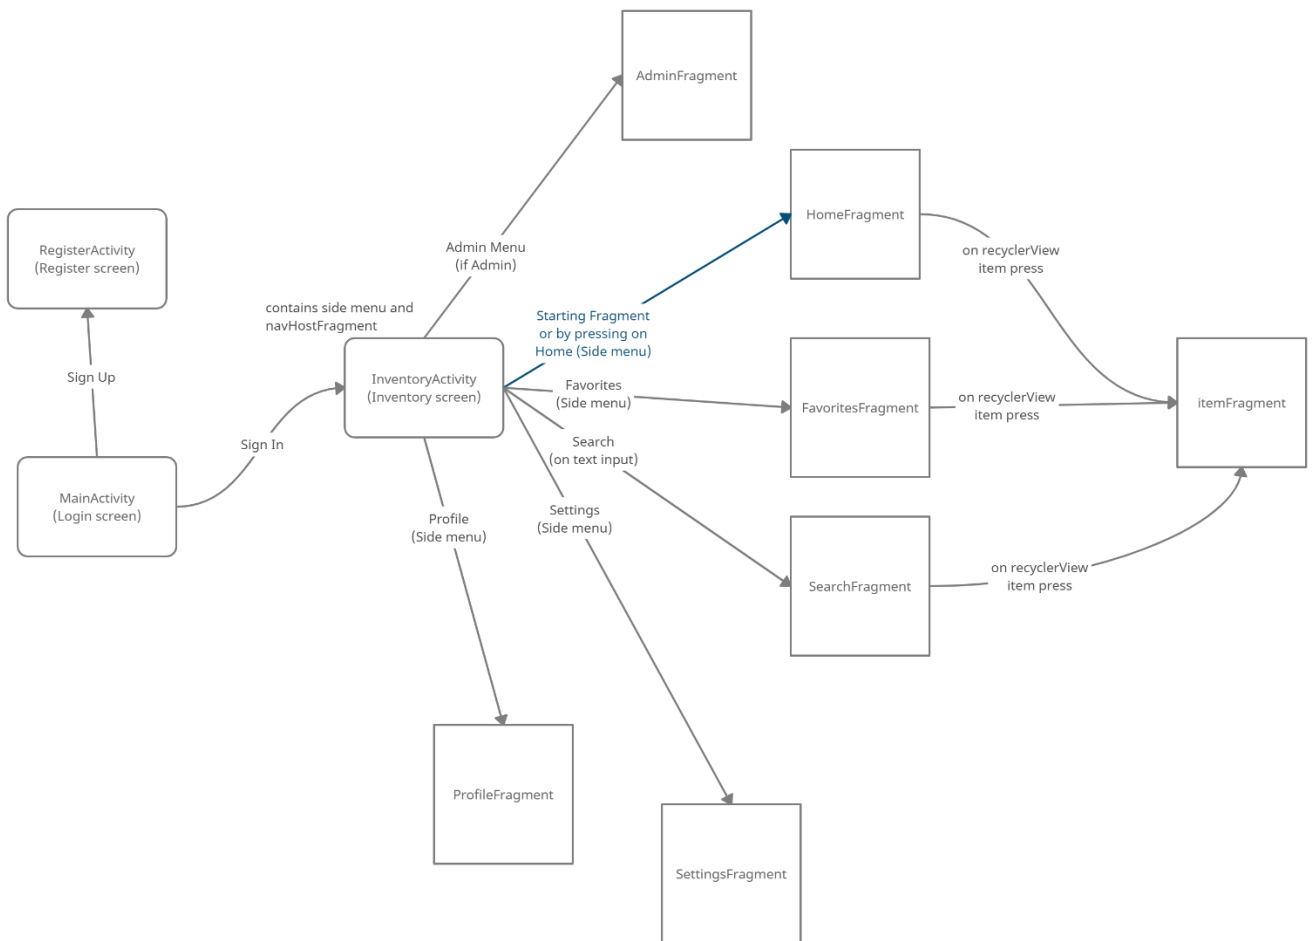 AdminFragment
HomeFragment
RegisterActivity
(Register screen)
Admin Menu
(if Admin)
on recyclerView
item press
contains side menu and
navHostFragment
Starting Fragment
or by pressing on
Home (Side menu)
Sign Up
InventoryActivity
(Inventory screen)
Favorites
(Side menu)
FavoritesFragment
on recyclerView
item press
itemFragment
Sign In
Search
(on text input)
MainActivity
(Login screen)
Profile
(Side menu)
Settings
(Side menu)
SearchFragment
on recyclerView
item press
ProfileFragment
SettingsFragment